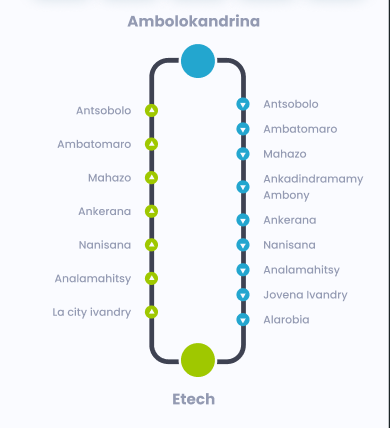 Ambolokandrina
Antsobolo
Ambatomaro
Mahazo
Ankerana
Nanisana
Analamahitsy
La city ivandry
Antsobolo
Ambatomaro
Mahazo
Ankadindramamy
Ambony
Ankerana
Nanisana
Analamahitsy
Jovena Ivandry
Alarobia
Etech